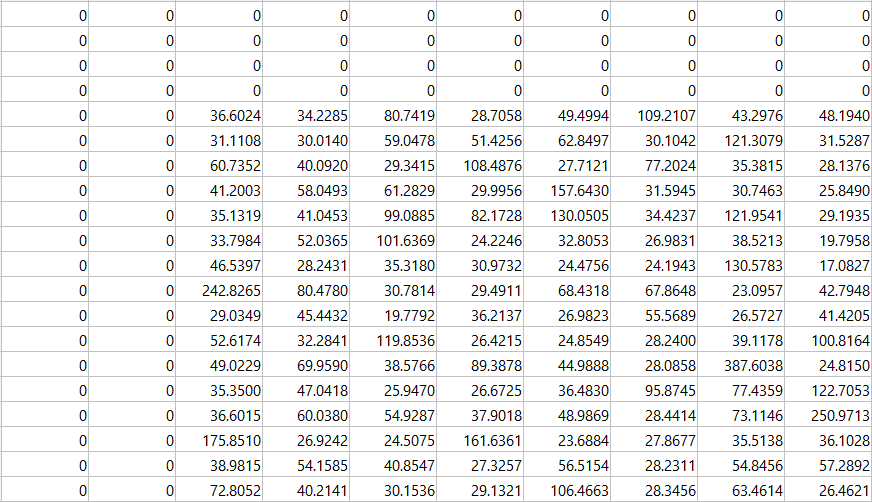 0 0 0 0 0 0 0 0 0 0
0 0 0 0 0 0 0 0 0 0
0 0 0 0 0 0 0 0 0 0
0 0 0 0 0 0 0 0 0 0
0 0 36.6024 34.2285 80.7419 28.7058 49.4994 109.2107 43.2976 48.1940
0 0 31.1108 30.0140 59.0478 51.4256 62.8497 30.1042 121.3079 31.5287
0 0 60.7352 40.0920 29.3415 108.4876 27.7121 77.2024 35.3815 28.1376
0 0 41.2003 58.0493 61.2829 29.9956 157.6430 31.5945 30.7463 25.8490
0 0 35.1319 41.0453 99.0885 82.1728 130.0505 34.4237 121.9541 29.1935
0 0 33.7984 52.0365 101.6369 24.2246 32.8053 26.9831 38.5213 19.7958
0 0 46.5397 28.2431 35.3180 30.9732 24.4756 24.1943 130.5783 17.0827
0 0 242.8265 80.4780 30.7814 29.4911 68.4318 67.8648 23.0957 42.7948
0 0 29.0349 45.4432 19.7792 36.2137 26.9823 55.5689 26.5727 41.4205
0 0 52.6174 32.2841 119.8536 26.4215 24.8549 28.2400 39.1178 100.8164
0 0 49.0229 69.9590 38.5766 89.3878 44.9888 28.0858 387.6038 24.8150
0 0 35.3500 47.0418 25.9470 26.6725 36.4830 95.8745 77.4359 122.7053
0 0 36.6015 60.0380 54.9287 37.9018 48.9869 28.4414 73.1146 250.9713
0 0 175.8510 26.9242 24.5075 161.6361 23.6884 27.8677 35.5138 36.1028
0 0 38.9815 54.1585 40.8547 27.3257 56.5154 28.2311 54.8456 57.2892
0 0 72.8052 40.2141 30.1536 29.1321 106.4663 28.3456 63.4614 26.4621